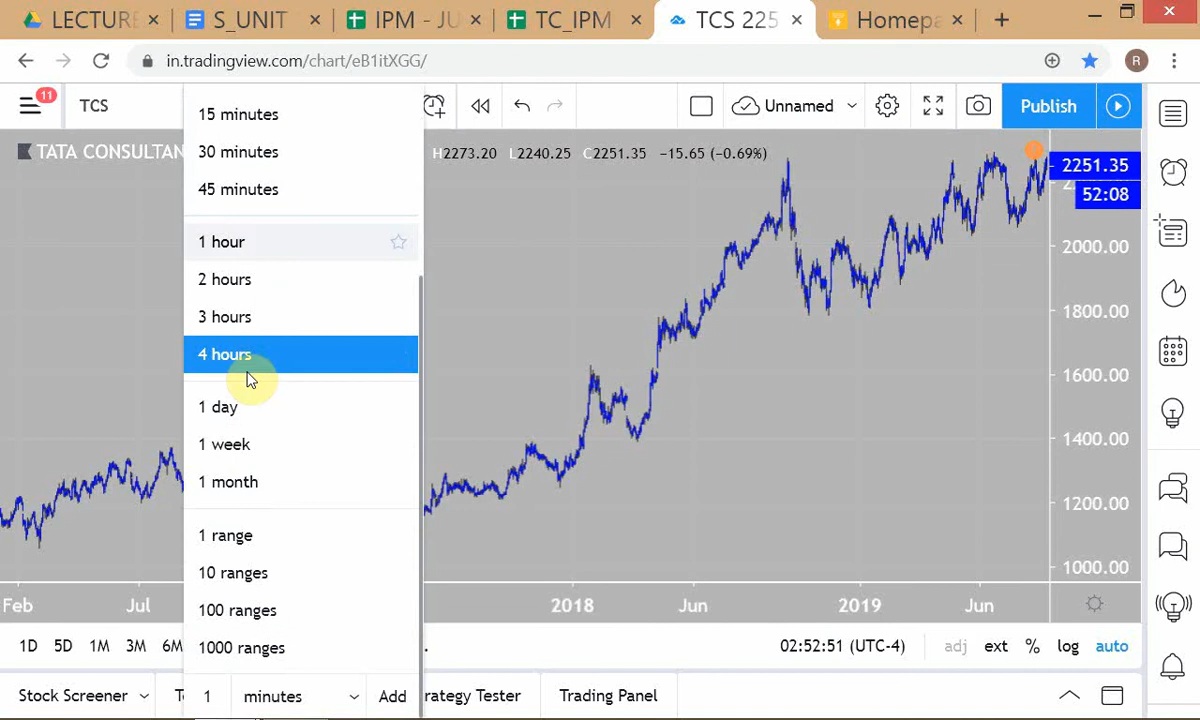 LECTURE
S_UNIT
IPM - JU
TC_IPM
TCS 225
Homepa
in.tradingview.com/chart/eB1itXGG/
R
11
TCS
Unnamed
Publish
TATA CONSULTAN
H2273.20 L2240.25 C2251.35 −15.65 (−0.69%)
15 minutes
30 minutes
45 minutes
1 hour
2 hours
3 hours
4 hours
1 day
1 week
1 month
1 range
10 ranges
100 ranges
1000 ranges
1 minutes Add
2251.35
52:08
2000.00
1800.00
1600.00
1400.00
1200.00
1000.00
Feb Jul 2018 Jun 2019 Jun
1D 5D 1M 3M 6M
02:52:51 (UTC-4) adj ext % log auto
Stock Screener
rategy Tester
Trading Panel